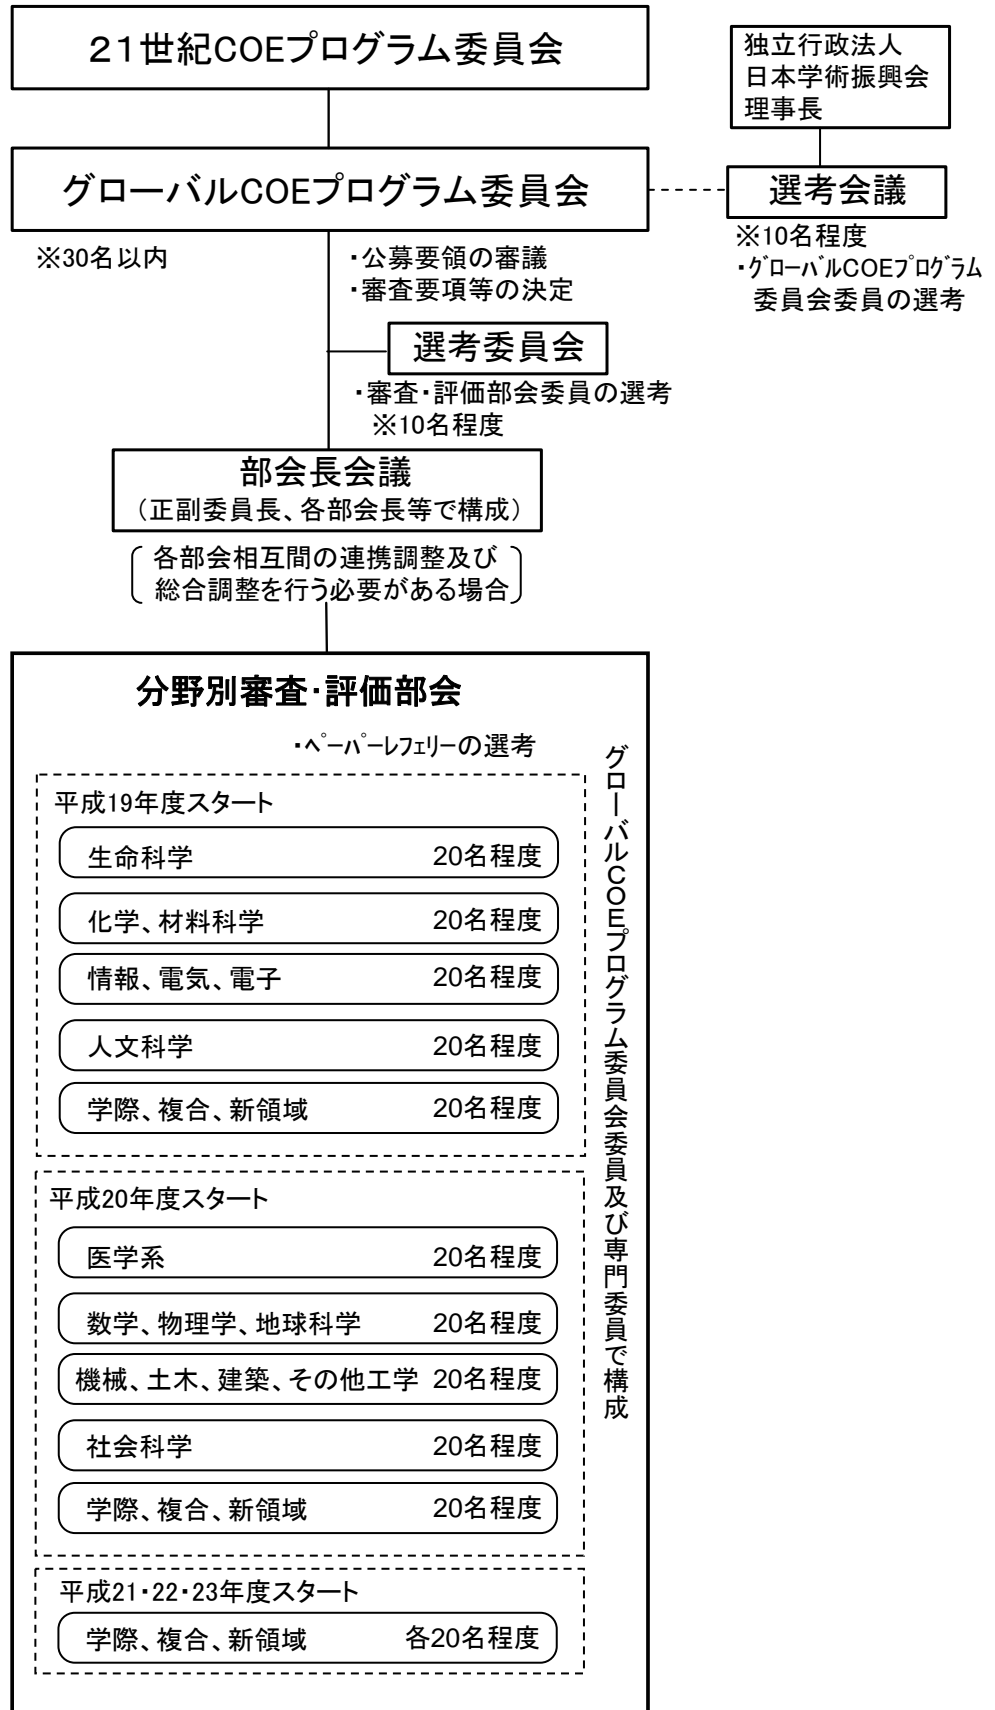 21世紀COEプログラム委員会
独立行政法人
日本学術振興会
理事長
グローバルCOEプログラム委員会
選考会議
※30名以内
・公募要領の審議
・審査要項等の決定
※10名程度
・グローバルCOEプログラム
委員会委員の選考
選考委員会
・審査・評価部会委員の選考
※10名程度
部会長会議
(正副委員長、各部会長等で構成)
各部会相互間の連携調整及び
総合調整を行う必要がある場合
分野別審査・評価部会
・ペーパーレフェリーの選考
グローバルCOEプログラム委員会委員及び専門委員で構成
平成19年度スタート
生命科学 20名程度
化学、材料科学 20名程度
情報、電気、電子 20名程度
人文科学 20名程度
学際、複合、新領域 20名程度
平成20年度スタート
医学系 20名程度
数学、物理学、地球科学 20名程度
機械、土木、建築、その他工学 20名程度
社会科学 20名程度
学際、複合、新領域 20名程度
平成21・22・23年度スタート
学際、複合、新領域 各20名程度